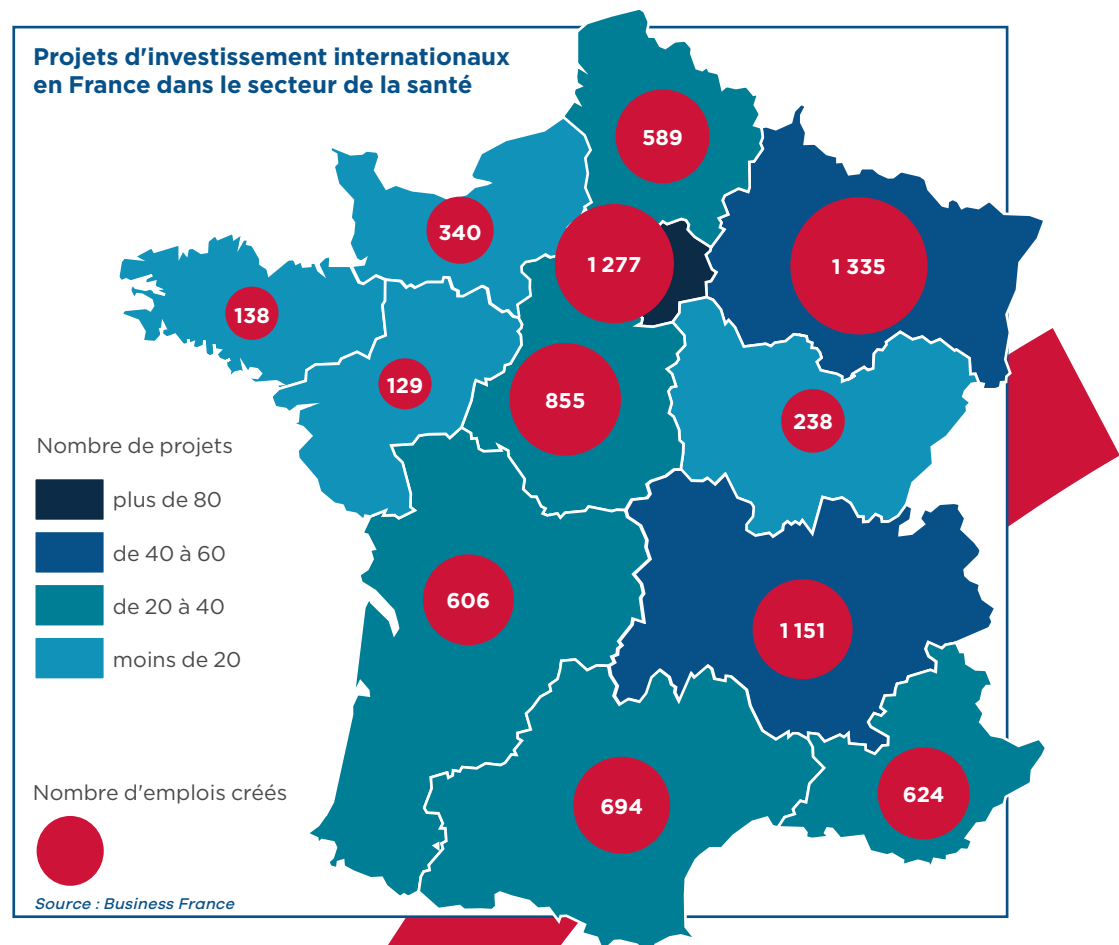 Projets d'investissement internationaux
en France dans le secteur de la santé
589
340
1 277
1 335
138
129
855
238
Nombre de projets
plus de 80
de 40 à 60
de 20 à 40
moins de 20
606
1 151
Nombre d'emplois créés
694
624
Source : Business France